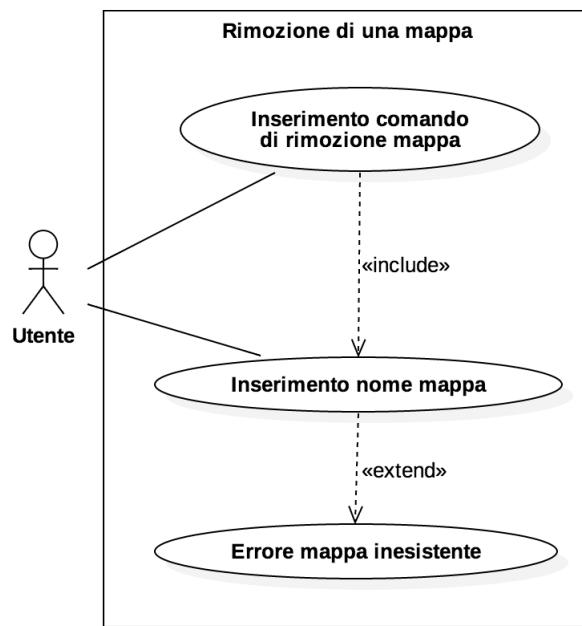 Rimozione di una mappa
Inserimento comando
di rimozione mappa
«include»
Utente
Inserimento nome mappa
«extend»
Errore mappa inesistente